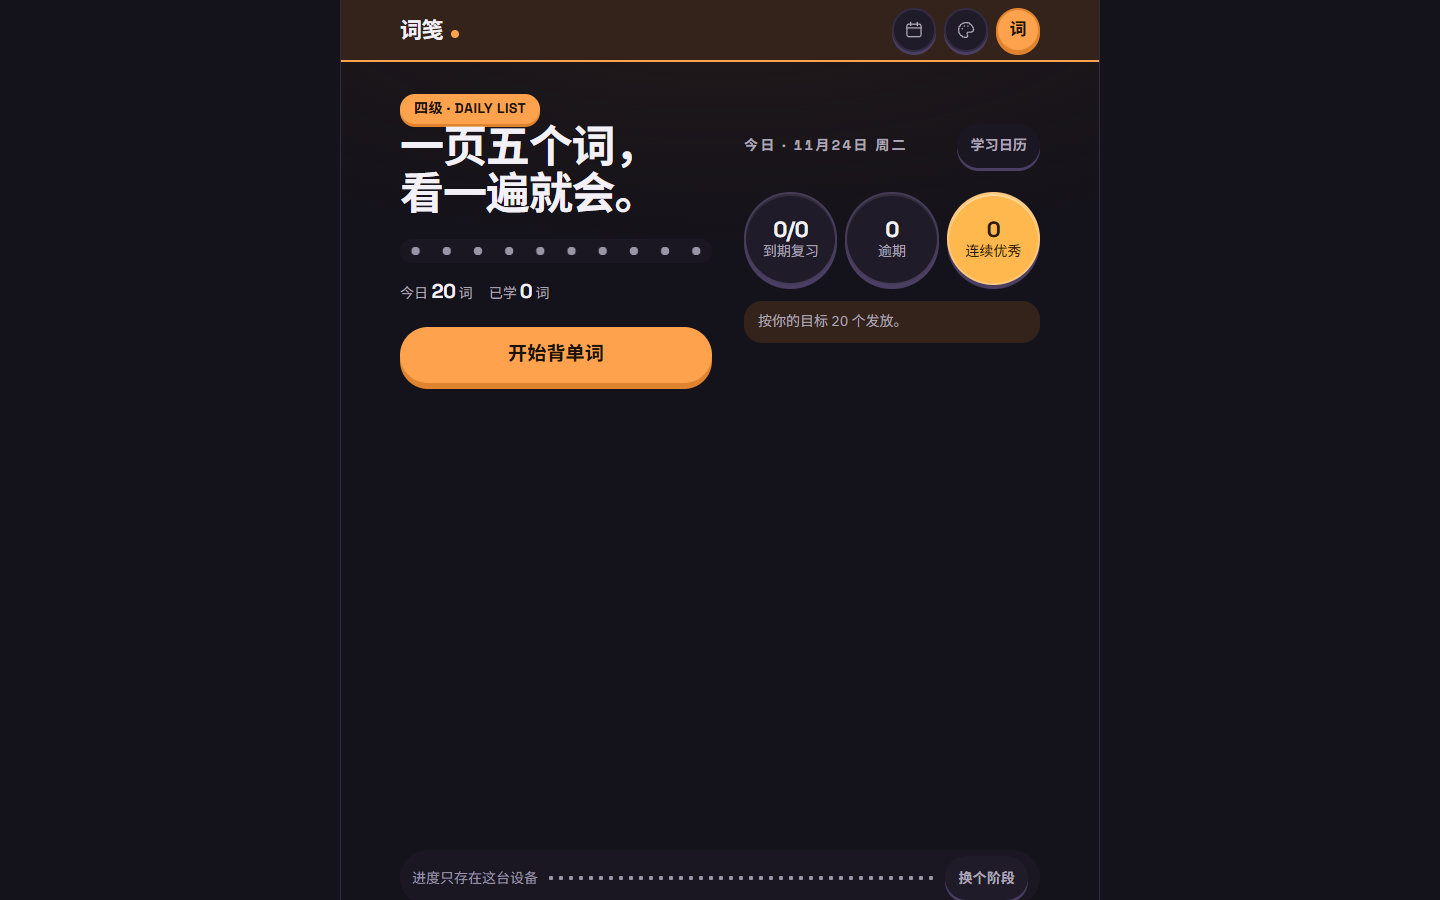 词笺
词
四级 · DAILY LIST
一页五个词，
看一遍就会。
今日 20 词 已学 0 词
开始背单词
今日 · 11月24日 周二
学习日历
0/0
到期复习
0
逾期
0
连续优秀
按你的目标 20 个发放。
进度只存在这台设备
换个阶段